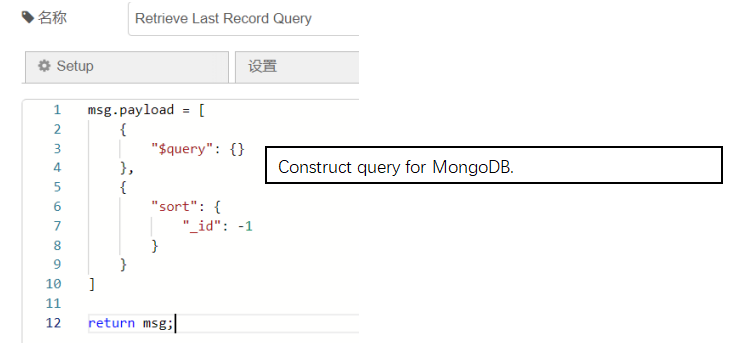 名称 Retrieve Last Record Query
Setup 设置
1 msg.payload = [
2 {
3 "$query": {}
4 },
5 {
6 "sort": {
7 "_id": -1
8 }
9 }
10 ]
11
12 return msg;
Construct query for MongoDB.